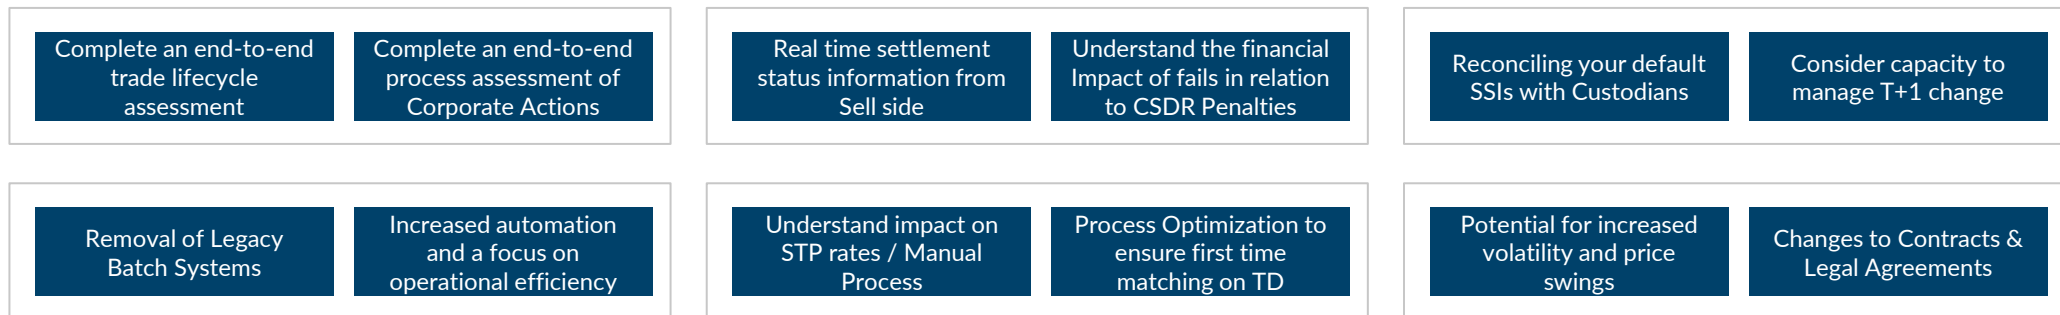 Complete an end-to-end
trade lifecycle
assessment
Complete an end-to-end
process assessment of
Corporate Actions
Real time settlement
status information from
Sell side
Understand the financial
Impact of fails in relation
to CSDR Penalties
Reconciling your default
SSIs with Custodians
Consider capacity to
manage T+1 change
Removal of Legacy
Batch Systems
Increased automation
and a focus on
operational efficiency
Understand impact on
STP rates / Manual
Process
Process Optimization to
ensure first time
matching on TD
Potential for increased
volatility and price
swings
Changes to Contracts &
Legal Agreements